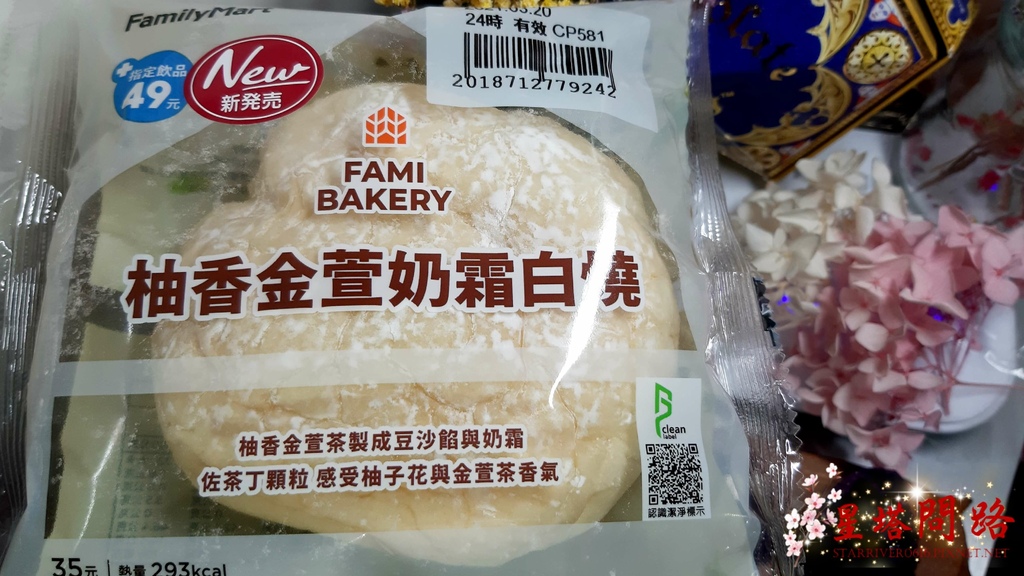 FamilyMart
.03.20
24時 有效 CP581
2018712779242
指定飲品
49元
New
新発売
FAMI
BAKERY
柚香金萱奶霜白燒
柚香金萱茶製成豆沙餡與奶霜
佐茶丁顆粒 感受柚子花與金萱茶香氣
clean
label
認識潔淨標示
35元 | 熱量 293kcal
星塔問路